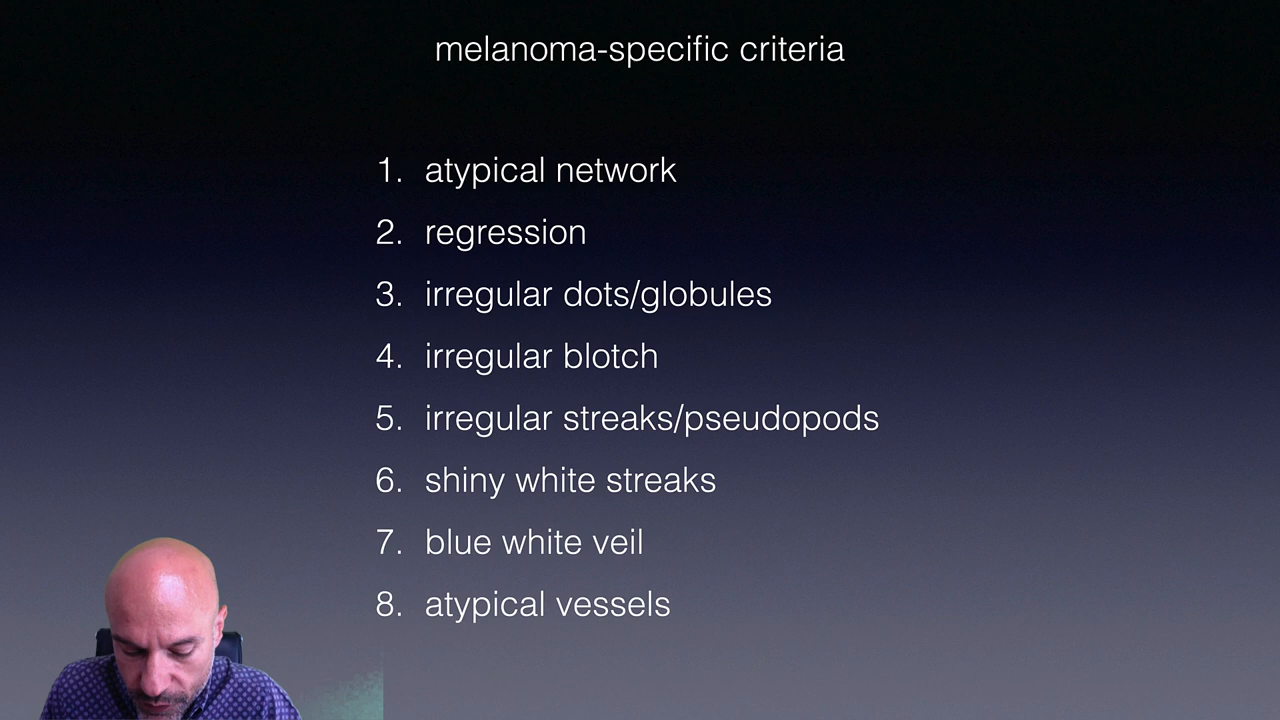 melanoma-specific criteria
1. atypical network
2. regression
3. irregular dots/globules
4. irregular blotch
5. irregular streaks/pseudopods
6. shiny white streaks
7. blue white veil
8. atypical vessels